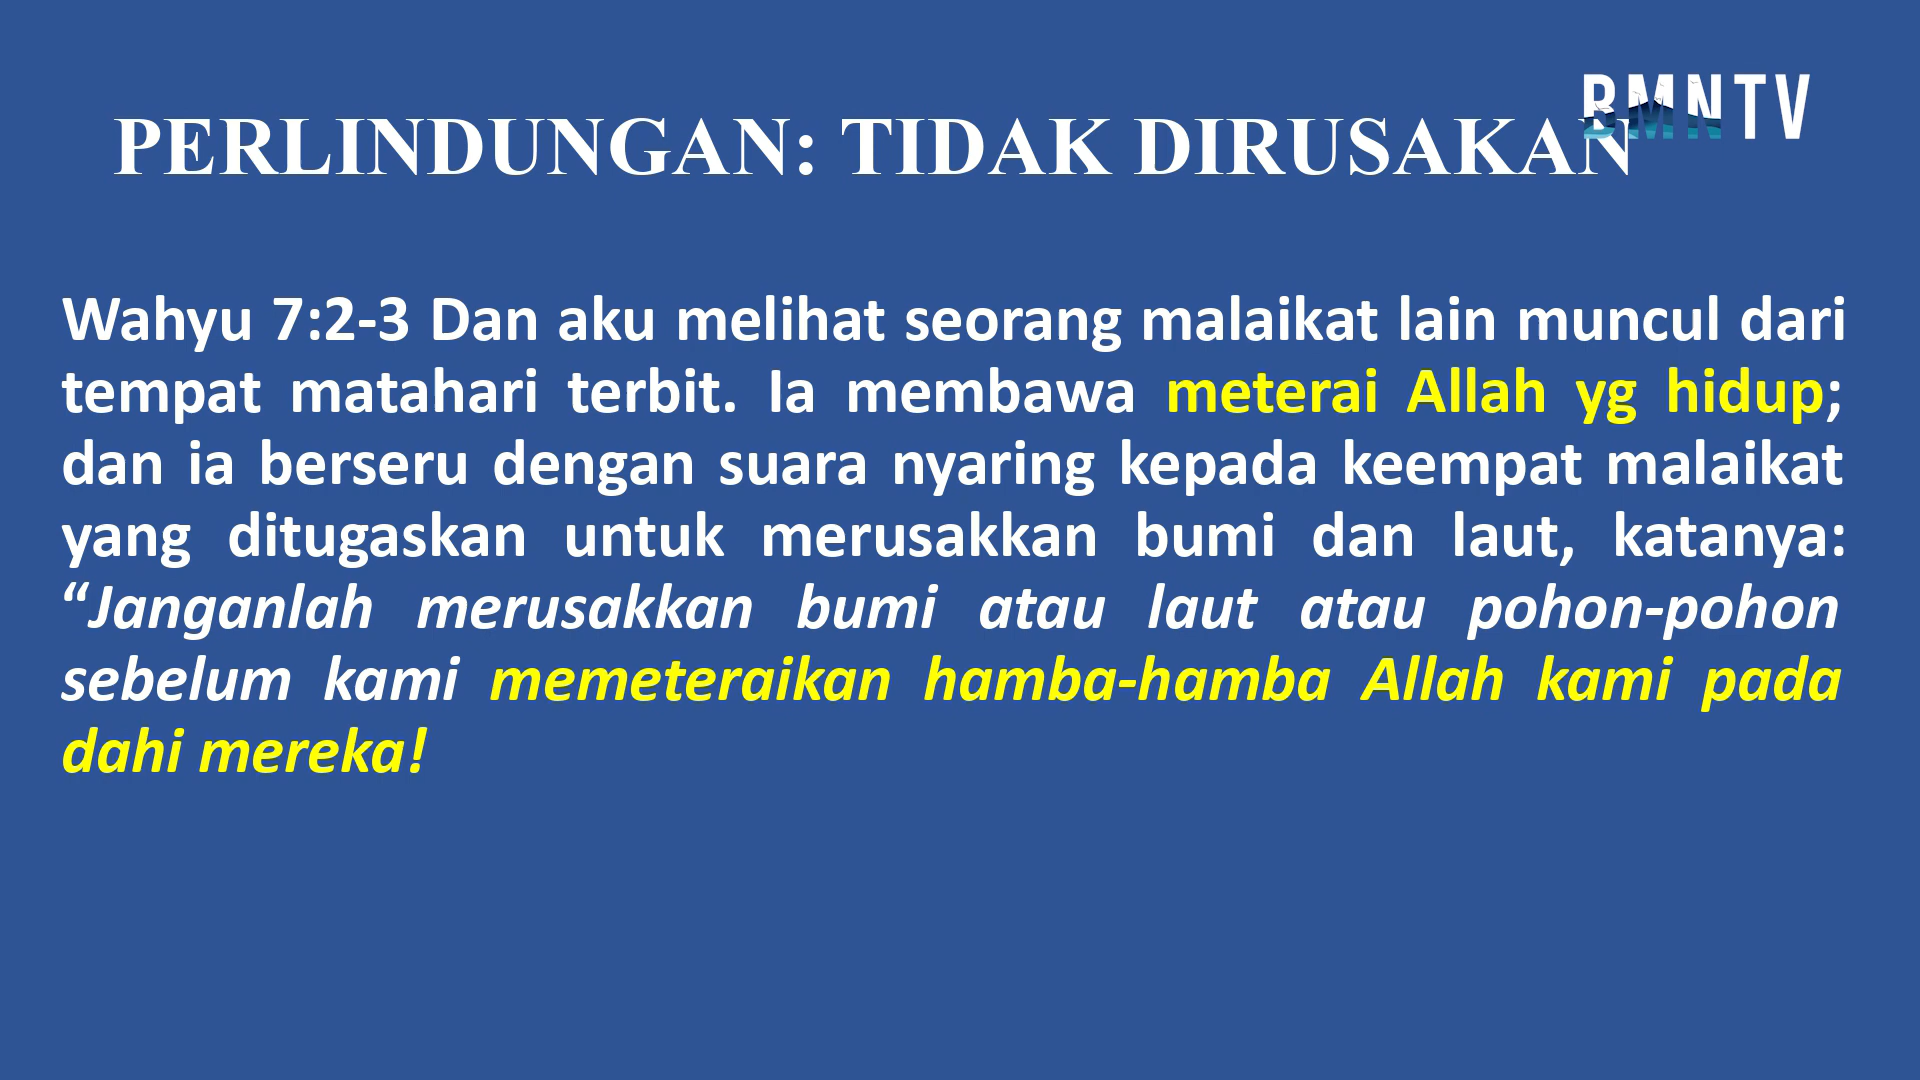 BMNTV
PERLINDUNGAN: TIDAK DIRUSAKAN
Wahyu 7:2-3 Dan aku melihat seorang malaikat lain muncul dari
tempat matahari terbit. Ia membawa meterai Allah yg hidup;
dan ia berseru dengan suara nyaring kepada keempat malaikat
yang ditugaskan untuk merusakkan bumi dan laut, katanya:
“Janganlah merusakkan bumi atau laut atau pohon-pohon
sebelum kami memeteraikan hamba-hamba Allah kami pada
dahi mereka!